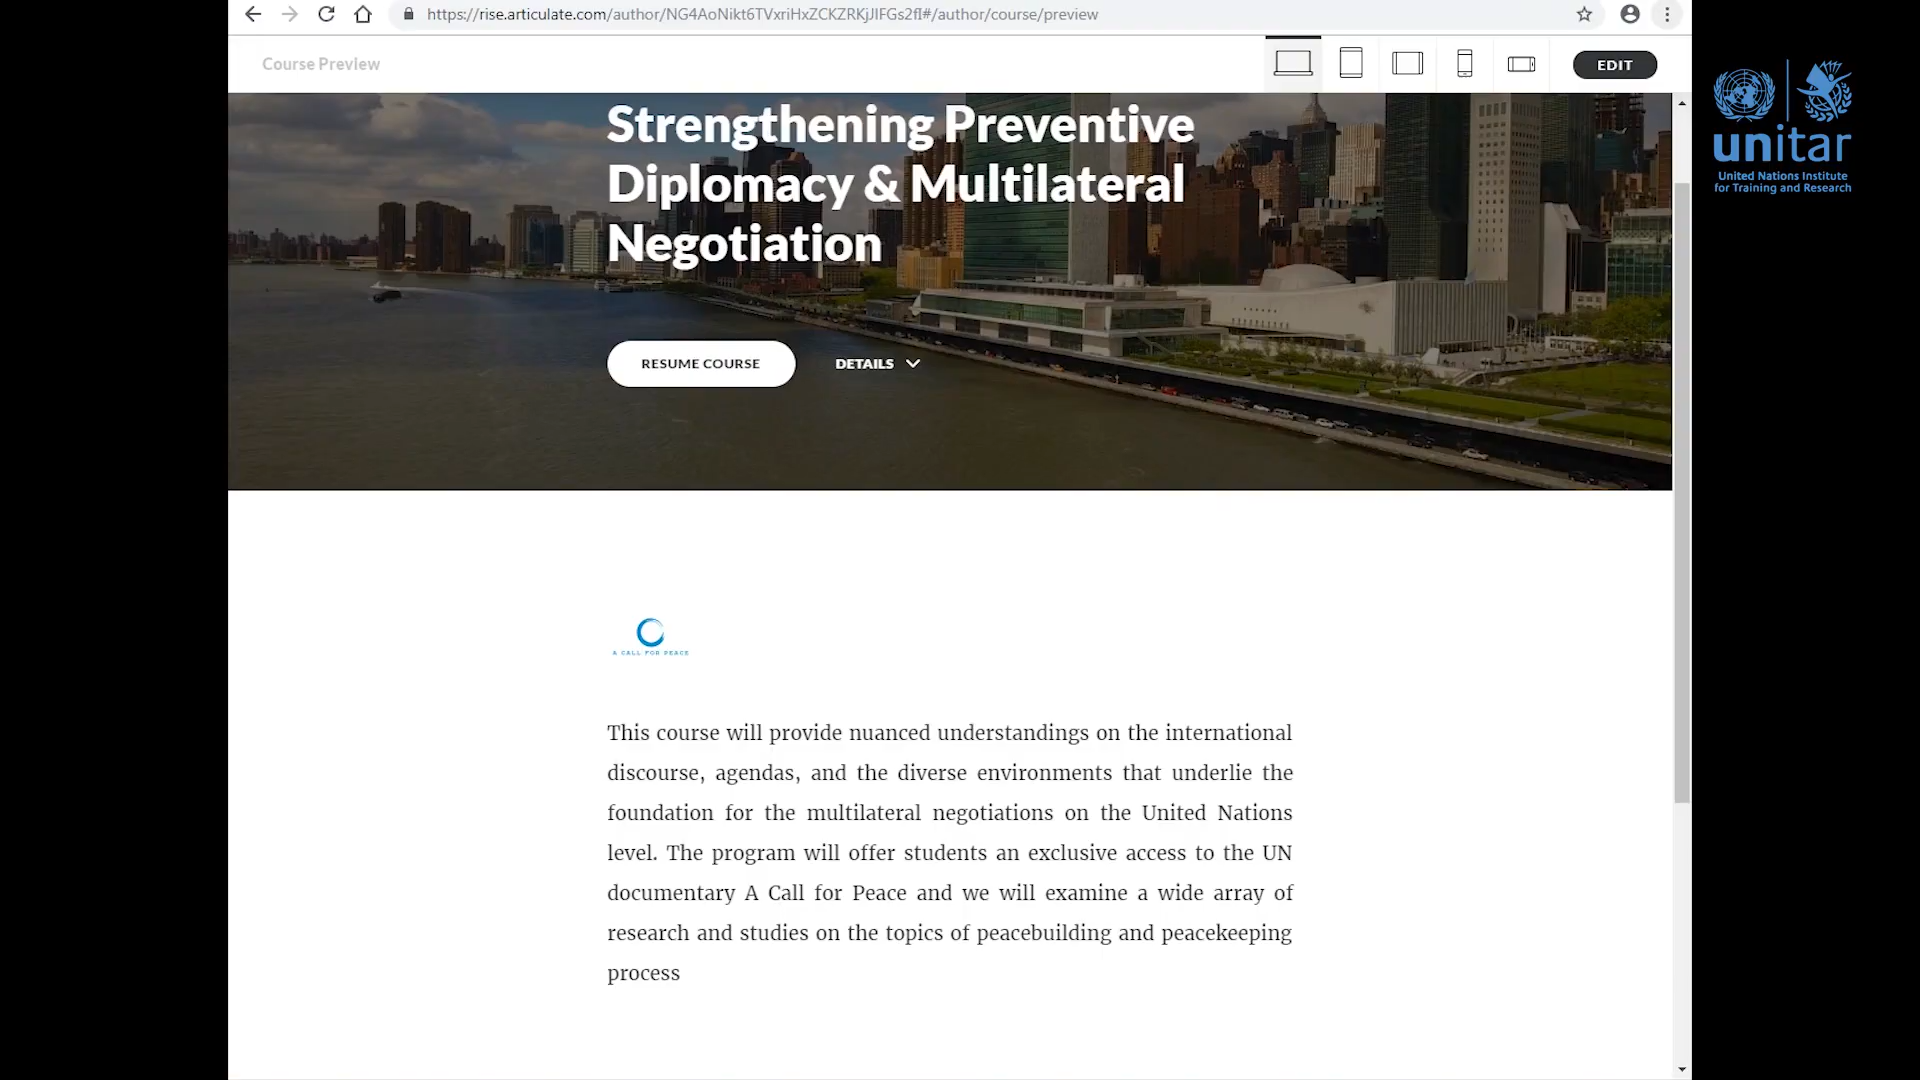 https://rise.articulate.com/author/NG4AoNikt6TVxriHxZCKZRKjJIFGs2fI#/author/course/preview
Course Preview
EDIT
Strengthening Preventive
Diplomacy & Multilateral
Negotiation
RESUME COURSE
DETAILS
unitar
United Nations Institute
for Training and Research
A CALL FOR PEACE
This course will provide nuanced understandings on the international
discourse, agendas, and the diverse environments that underlie the
foundation for the multilateral negotiations on the United Nations
level. The program will offer students an exclusive access to the UN
documentary A Call for Peace and we will examine a wide array of
research and studies on the topics of peacebuilding and peacekeeping
process